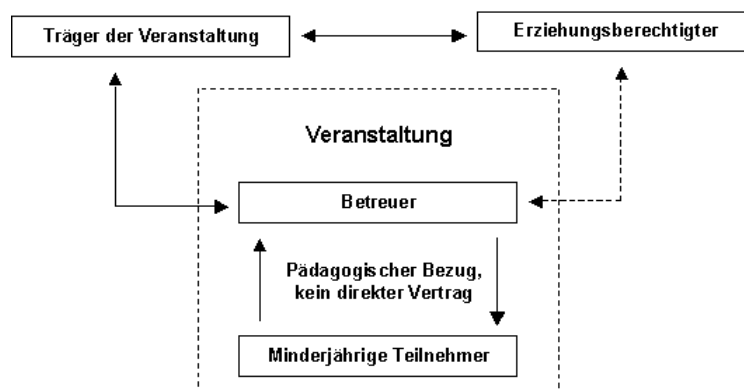 Träger der Veranstaltung
Erziehungsberechtigter
Veranstaltung
Betreuer
Pädagogischer Bezug,
kein direkter Vertrag
Minderjährige Teilnehmer